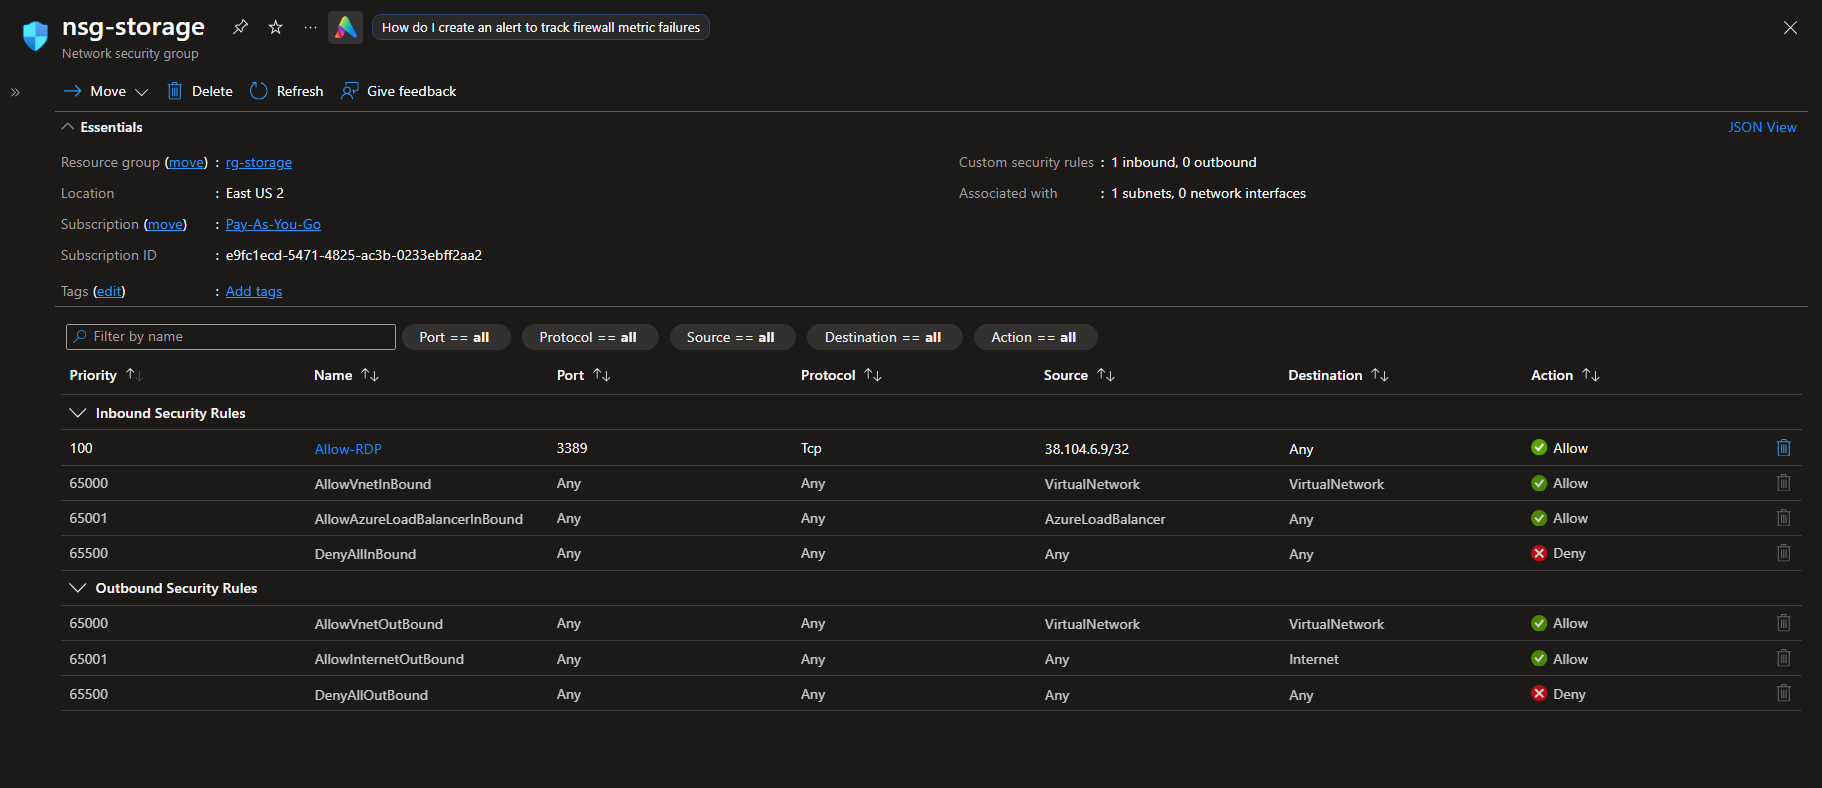 nsg-storage
How do I create an alert to track firewall metric failures
Network security group
Move Delete Refresh Give feedback
Essentials JSON View
Resource group (move) : rg-storage
Custom security rules : 1 inbound, 0 outbound
Location : East US 2
Associated with : 1 subnets, 0 network interfaces
Subscription (move) : Pay-As-You-Go
Subscription ID : e9fc1ecd-5471-4825-ac3b-0233ebff2aa2
Tags (edit) : Add tags
Filter by name Port == all Protocol == all Source == all Destination == all Action == all
Priority Name Port Protocol Source Destination Action
Inbound Security Rules
100 Allow-RDP 3389 Tcp 38.104.6.9/32 Any Allow
65000 AllowVnetInBound Any Any VirtualNetwork VirtualNetwork Allow
65001 AllowAzureLoadBalancerInBound Any Any AzureLoadBalancer Any Allow
65500 DenyAllInBound Any Any Any Any Deny
Outbound Security Rules
65000 AllowVnetOutBound Any Any VirtualNetwork VirtualNetwork Allow
65001 AllowInternetOutBound Any Any Any Internet Allow
65500 DenyAllOutBound Any Any Any Any Deny